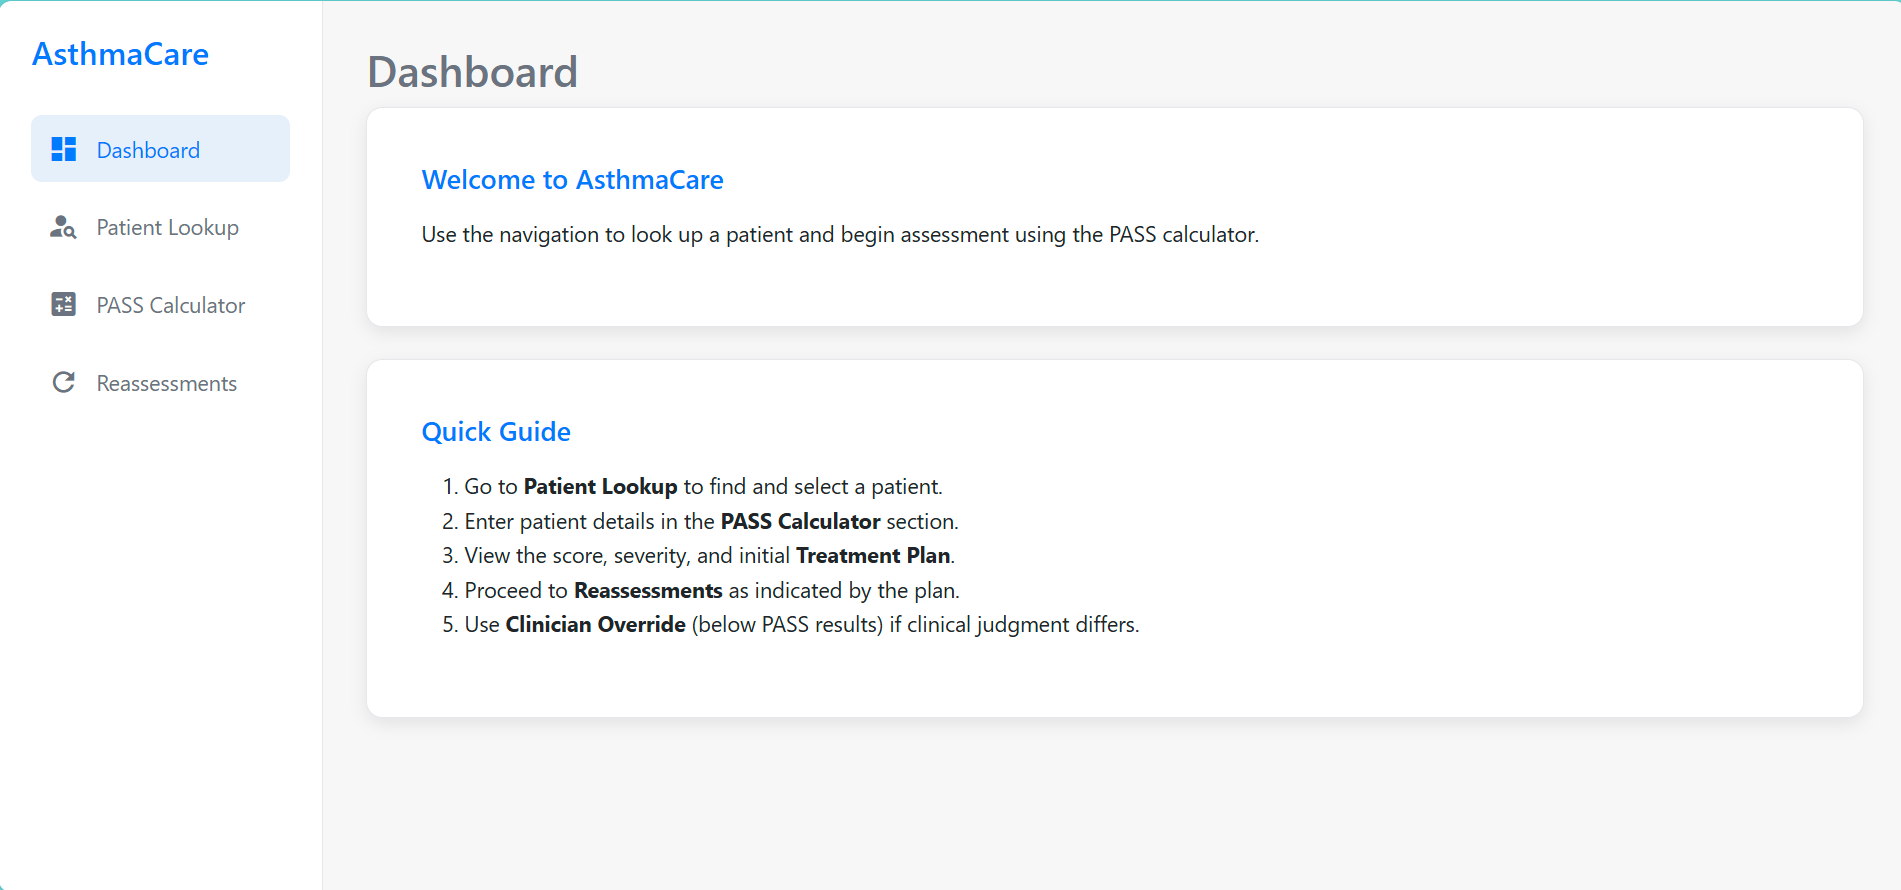 AsthmaCare
Dashboard
Patient Lookup
PASS Calculator
Reassessments
Dashboard
Welcome to AsthmaCare
Use the navigation to look up a patient and begin assessment using the PASS calculator.
Quick Guide
1. Go to Patient Lookup to find and select a patient.
2. Enter patient details in the PASS Calculator section.
3. View the score, severity, and initial Treatment Plan.
4. Proceed to Reassessments as indicated by the plan.
5. Use Clinician Override (below PASS results) if clinical judgment differs.